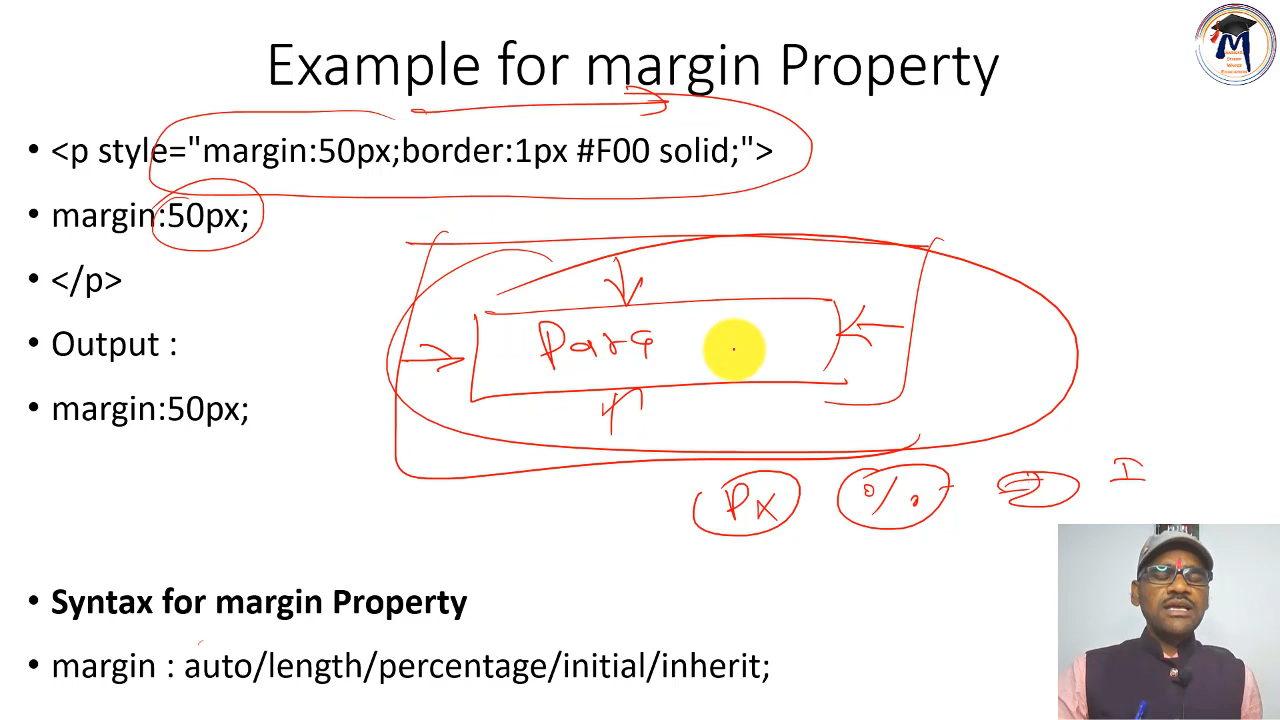 Example for margin Property
• <p style="margin:50px;border:1px #F00 solid;">
• margin:50px;
• </p>
• Output :
• margin:50px;
Para
Px % I
• Syntax for margin Property
• margin : auto/length/percentage/initial/inherit;